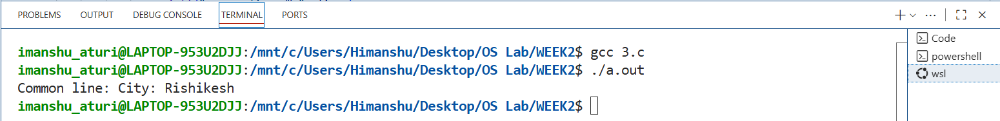 PROBLEMS OUTPUT DEBUG CONSOLE TERMINAL PORTS
imanshu_aturi@LAPTOP-953U2DJJ:/mnt/c/Users/Himanshu/Desktop/OS Lab/WEEK2$ gcc 3.c
imanshu_aturi@LAPTOP-953U2DJJ:/mnt/c/Users/Himanshu/Desktop/OS Lab/WEEK2$ ./a.out
Common line: City: Rishikesh
imanshu_aturi@LAPTOP-953U2DJJ:/mnt/c/Users/Himanshu/Desktop/OS Lab/WEEK2$
Code
powershell
wsl